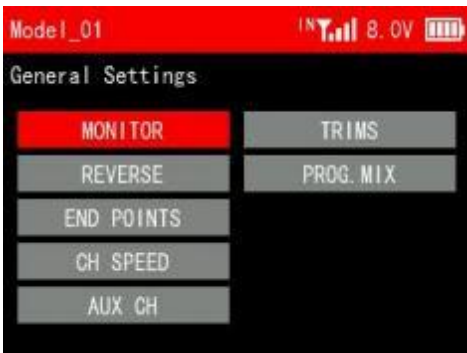 Model_01 IN 8.0V
General Settings
MONITOR TRIMS
REVERSE PROG.MIX
END POINTS
CH SPEED
AUX CH